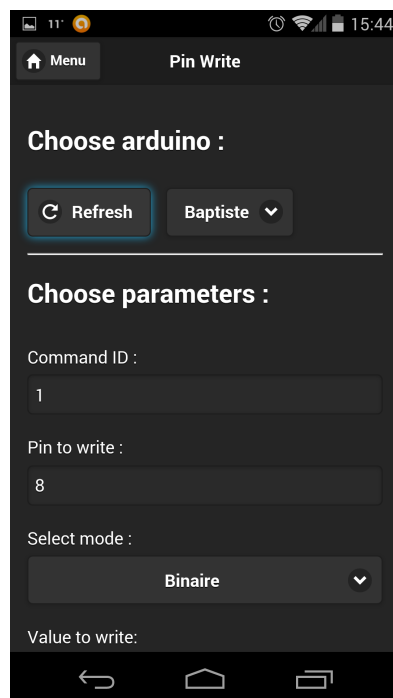 11° 15:44
Menu Pin Write
Choose arduino :
Refresh Baptiste
Choose parameters :
Command ID :
1
Pin to write :
8
Select mode :
Binaire
Value to write: